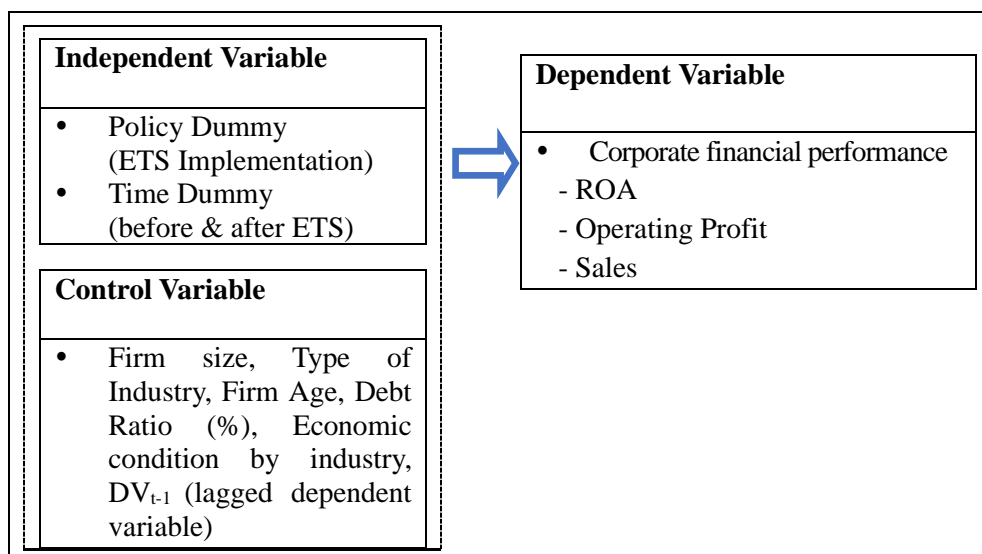 Independent Variable
• Policy Dummy
(ETS Implementation)
• Time Dummy
(before & after ETS)
Control Variable
• Firm size, Type of
Industry, Firm Age, Debt
Ratio (%), Economic
condition by industry,
DVt-1 (lagged dependent
variable)
Dependent Variable
• Corporate financial performance
- ROA
- Operating Profit
- Sales